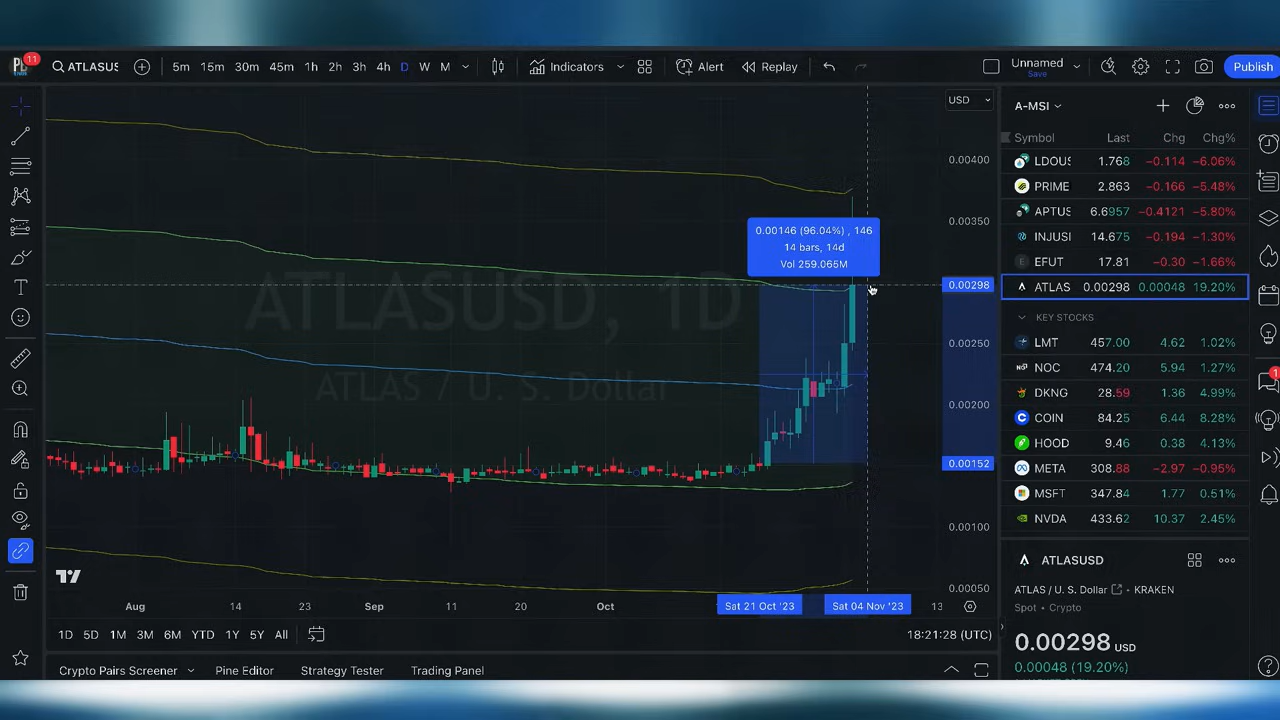 11
ATLASUS
5m 15m 30m 45m 1h 2h 3h 4h D W M
Indicators
Alert
Replay
Unnamed
Save
Publish
USD
A-MSI
Symbol Last Chg Chg%
LDOUS 1.768 −0.114 −6.06%
PRIME 2.863 −0.166 −5.48%
APTUS 6.6957 −0.4121 −5.80%
INJUSI 14.675 −0.194 −1.30%
EFUT 17.81 −0.30 −1.66%
ATLAS 0.00298 0.00048 19.20%
KEY STOCKS
LMT 457.00 4.62 1.02%
NOC 474.20 5.94 1.27%
DKNG 28.59 1.36 4.99%
COIN 84.25 6.44 8.28%
HOOD 9.46 0.38 4.13%
META 308.88 −2.97 −0.95%
MSFT 347.84 1.77 0.51%
NVDA 433.62 10.37 2.45%
1
0.00400
0.00350
0.00298
0.00250
0.00200
0.00152
0.00100
0.00050
0.00146 (96.04%) , 146
14 bars, 14d
Vol 259.065M
ATLASUSD, 1D
ATLAS / U. S. Dollar
Aug 14 23 Sep 11 20 Oct Sat 21 Oct '23 Sat 04 Nov '23 13
1D 5D 1M 3M 6M YTD 1Y 5Y All
18:21:28 (UTC)
Crypto Pairs Screener Pine Editor Strategy Tester Trading Panel
ATLASUSD
ATLAS / U. S. Dollar • KRAKEN
Spot • Crypto
0.00298 USD
0.00048 (19.20%)